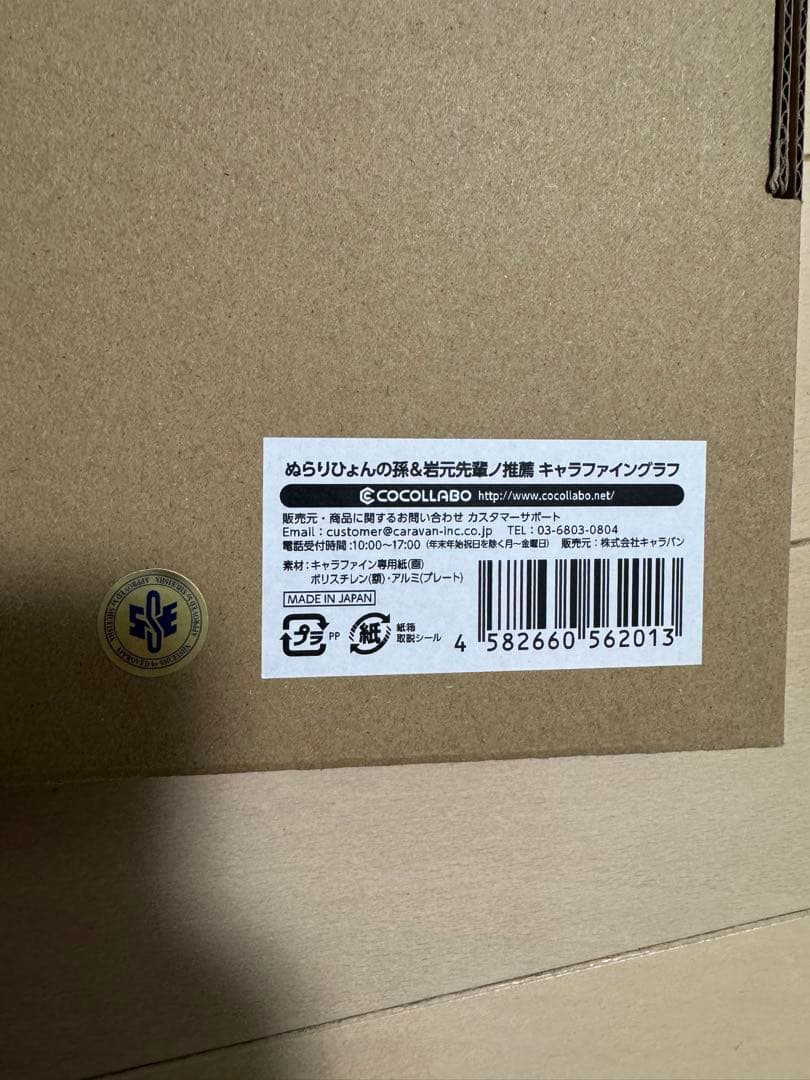 ぬらりひょんの孫&岩元先輩ノ推薦 キャラファイングラフ
COCOLLABO http://www.cocollabo.net/
販売元・商品に関するお問い合わせ カスタマーサポート
Email：customer@caravan-inc.co.jp TEL：03-6803-0804
電話受付時間：10:00～17:00（年末年始祝日を除く月～金曜日） 販売元：株式会社キャラバン
素材：キャラファイン専用紙(画)
ポリスチレン(額)・アルミ(プレート)
MADE IN JAPAN
プラ PP
紙 紙箱
取説シール
4 582660 562013
APPROVED by SHUEISHA